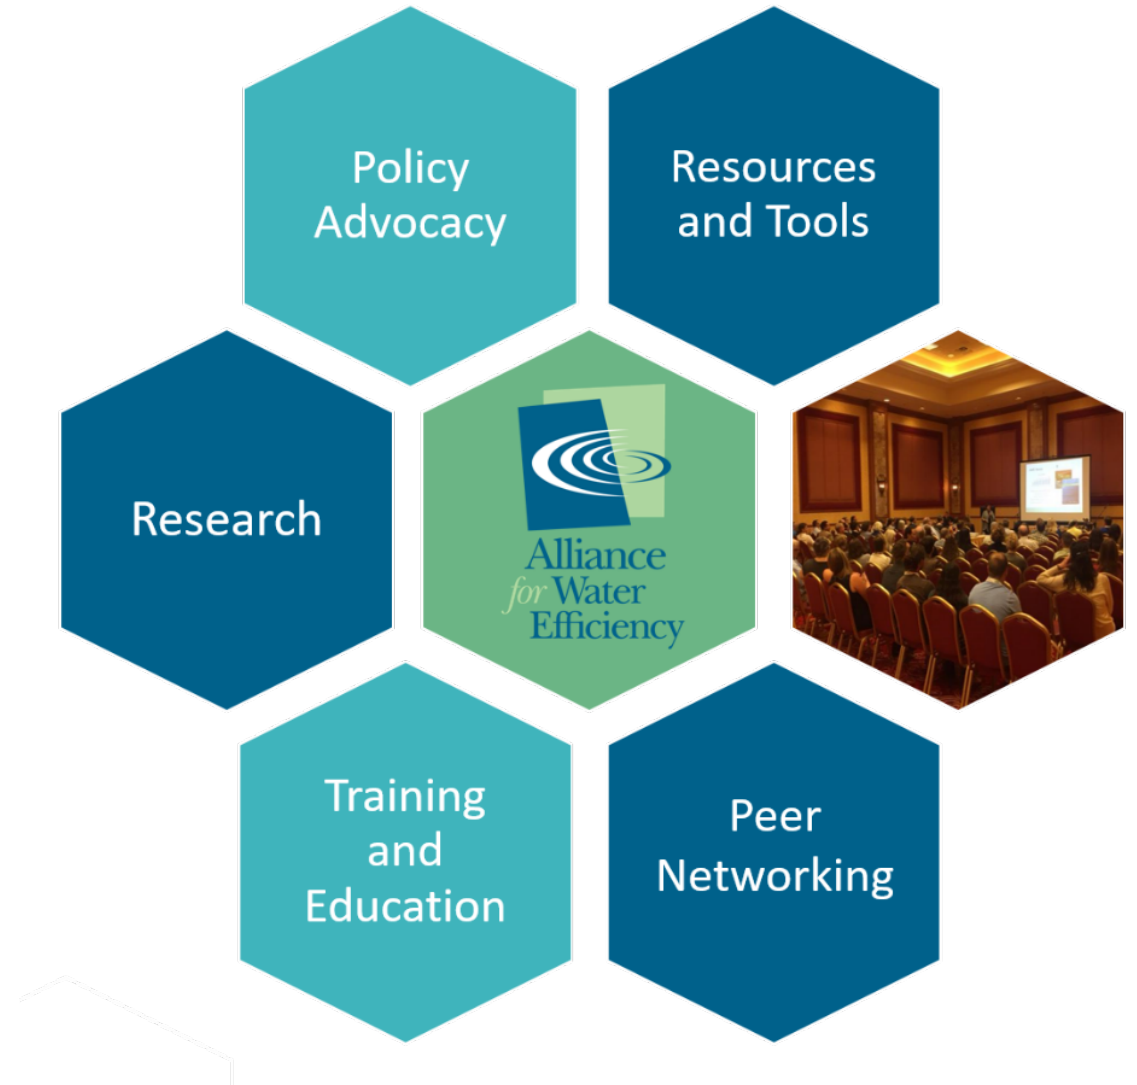 Policy
Advocacy
Resources
and Tools
Research
Alliance
for Water
Efficiency
Training
and
Education
Peer
Networking